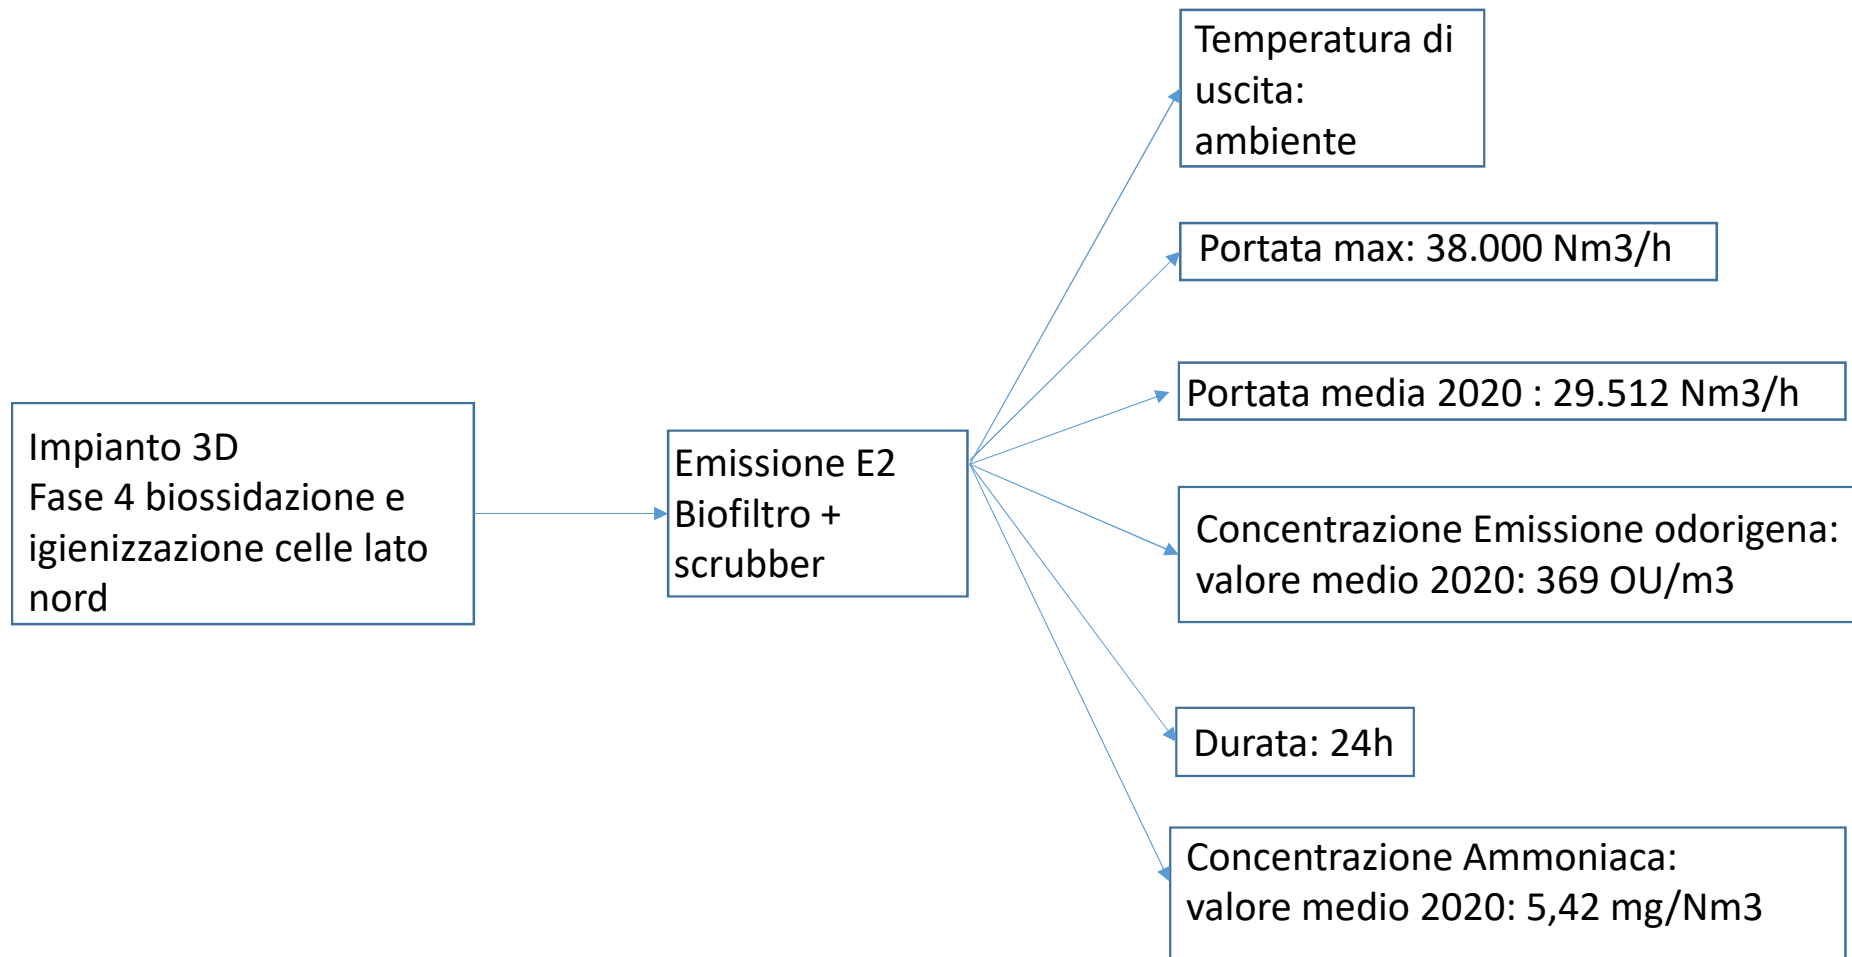 Impianto 3D
Fase 4 biossidazione e
igienizzazione celle lato
nord
Emissione E2
Biofiltro +
scrubber
Temperatura di
uscita:
ambiente
Portata max: 38.000 Nm3/h
Portata media 2020 : 29.512 Nm3/h
Concentrazione Emissione odorigena:
valore medio 2020: 369 OU/m3
Durata: 24h
Concentrazione Ammoniaca:
valore medio 2020: 5,42 mg/Nm3